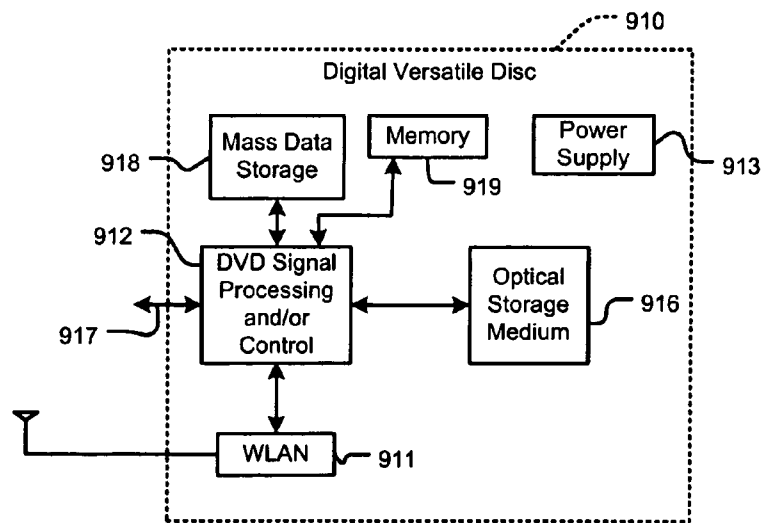 910
Digital Versatile Disc
Mass Data
Storage
918
Memory
919
Power
Supply
913
912
DVD Signal
Processing
and/or
Control
917
Optical
Storage
Medium
916
WLAN
911